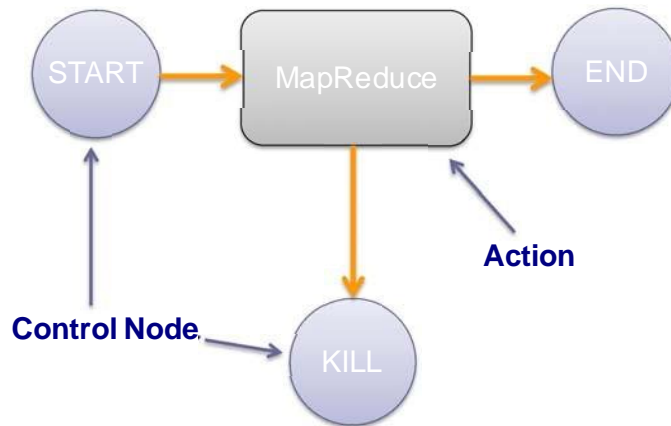 START
MapReduce
END
Action
Control Node
KILL